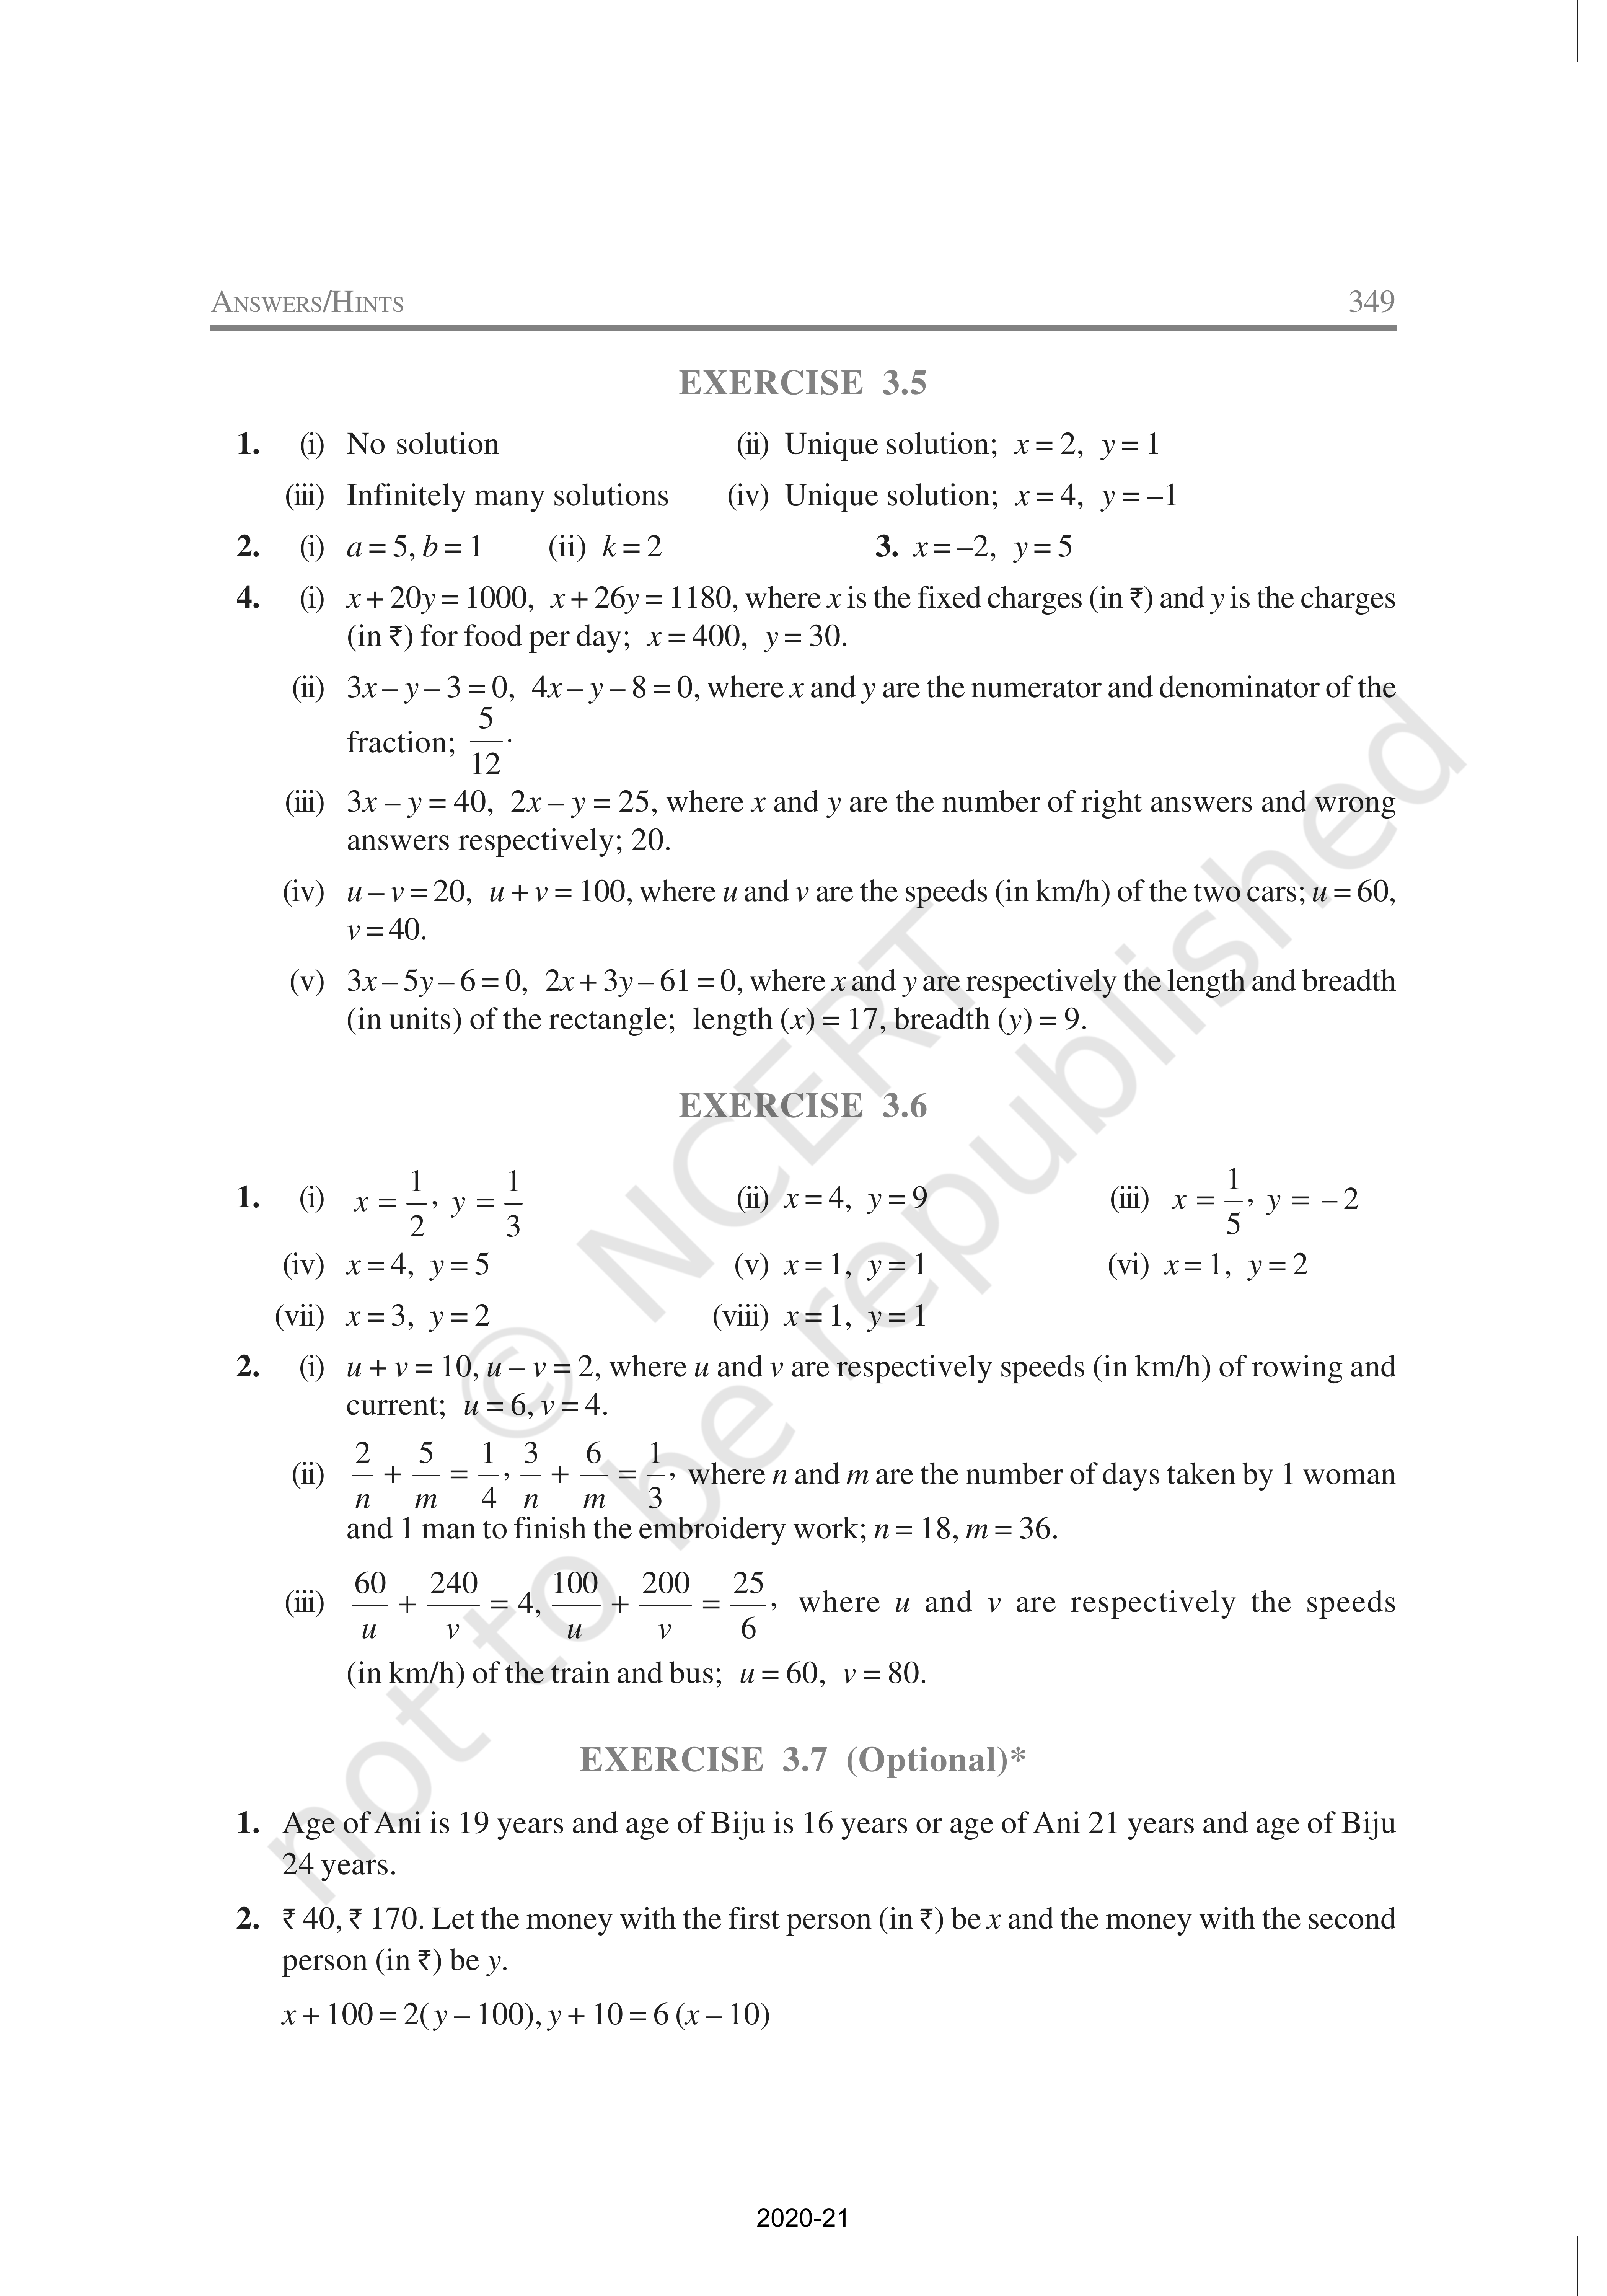 ANSWERS/HINTS 349
EXERCISE 3.5
1. (i) No solution (ii) Unique solution; x = 2, y = 1
(iii) Infinitely many solutions (iv) Unique solution; x = 4, y = –1
2. (i) a = 5, b = 1 (ii) k = 2 3. x = –2, y = 5
4. (i) x + 20y = 1000, x + 26y = 1180, where x is the fixed charges (in ₹) and y is the charges
(in ₹) for food per day; x = 400, y = 30.
(ii) 3x – y – 3 = 0, 4x – y – 8 = 0, where x and y are the numerator and denominator of the
fraction; 5/12.
(iii) 3x – y = 40, 2x – y = 25, where x and y are the number of right answers and wrong
answers respectively; 20.
(iv) u – v = 20, u + v = 100, where u and v are the speeds (in km/h) of the two cars; u = 60,
v = 40.
(v) 3x – 5y – 6 = 0, 2x + 3y – 61 = 0, where x and y are respectively the length and breadth
(in units) of the rectangle; length (x) = 17, breadth (y) = 9.
EXERCISE 3.6
1. (i) x = 1/2, y = 1/3 (ii) x = 4, y = 9 (iii) x = 1/5, y = – 2
(iv) x = 4, y = 5 (v) x = 1, y = 1 (vi) x = 1, y = 2
(vii) x = 3, y = 2 (viii) x = 1, y = 1
2. (i) u + v = 10, u – v = 2, where u and v are respectively speeds (in km/h) of rowing and
current; u = 6, v = 4.
(ii) 2/n + 5/m = 1/4, 3/n + 6/m = 1/3, where n and m are the number of days taken by 1 woman
and 1 man to finish the embroidery work; n = 18, m = 36.
(iii) 60/u + 240/v = 4, 100/u + 200/v = 25/6, where u and v are respectively the speeds
(in km/h) of the train and bus; u = 60, v = 80.
EXERCISE 3.7 (Optional)*
1. Age of Ani is 19 years and age of Biju is 16 years or age of Ani 21 years and age of Biju
24 years.
2. ₹ 40, ₹ 170. Let the money with the first person (in ₹) be x and the money with the second
person (in ₹) be y.
x + 100 = 2( y – 100), y + 10 = 6 (x – 10)
© NCERT
not to be republished
2020-21